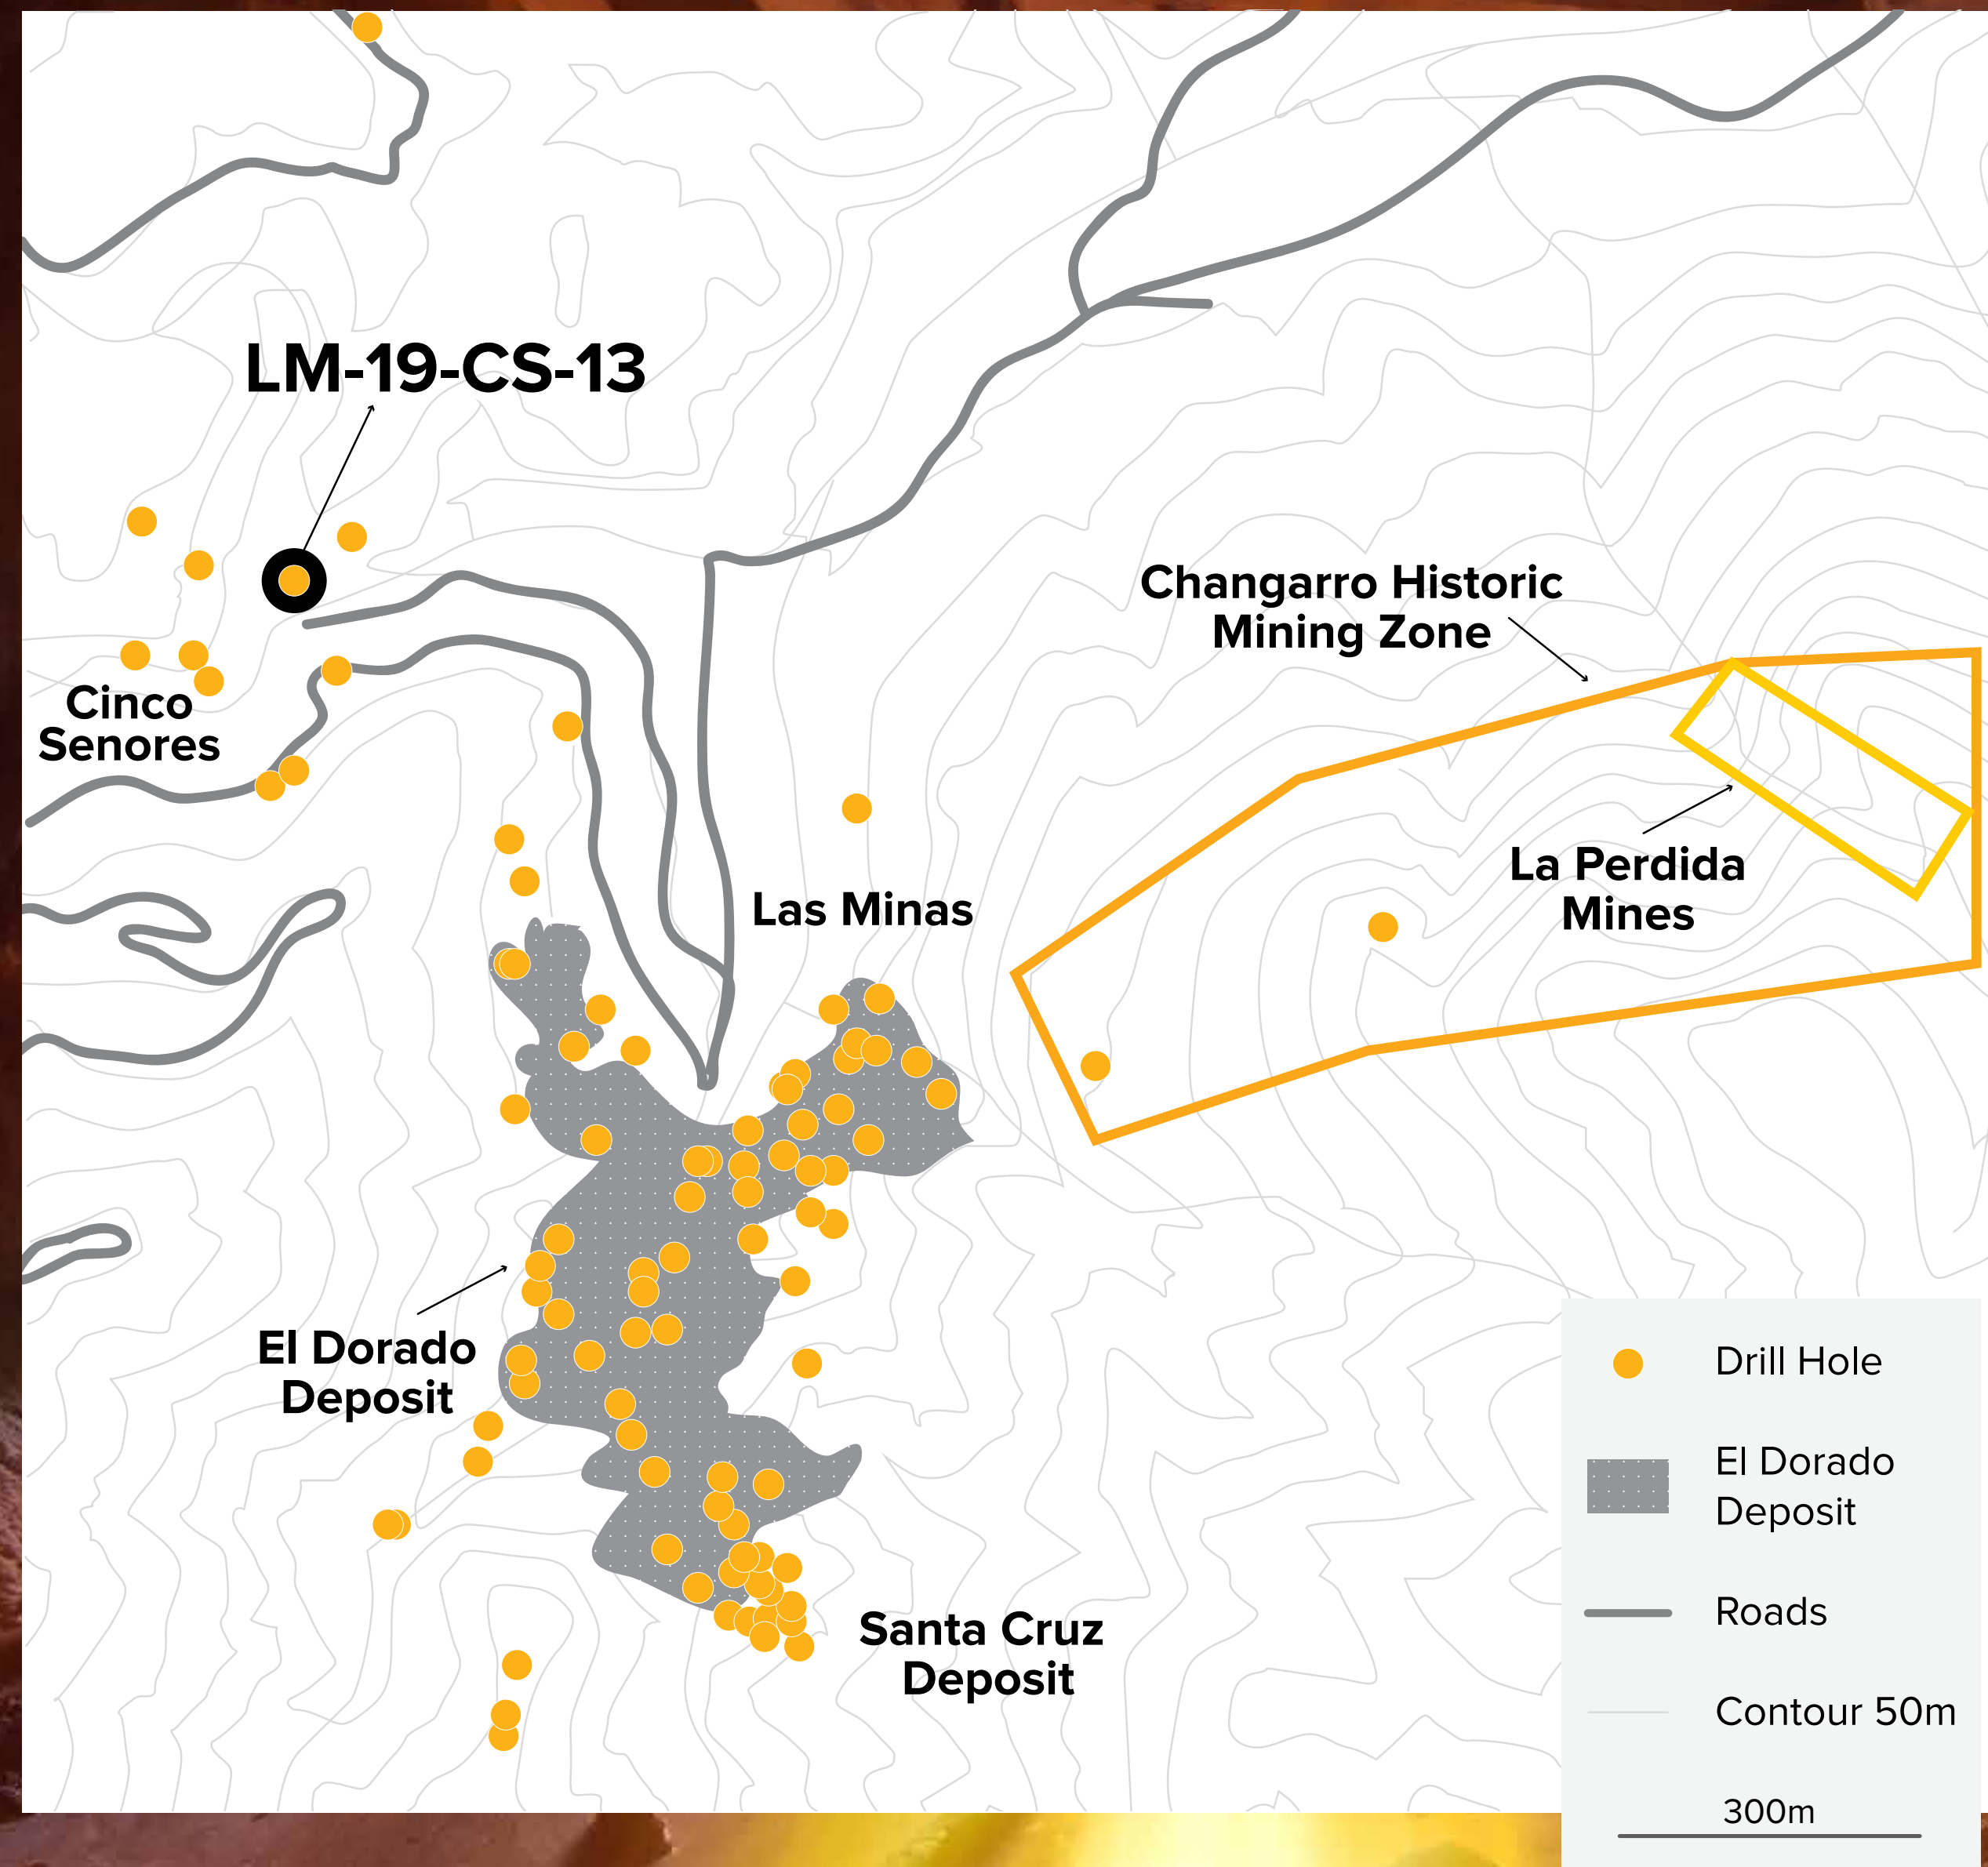 LM-19-CS-13
Changarro Historic
Mining Zone
Cinco
Senores
La Perdida
Mines
Las Minas
El Dorado
Deposit
Santa Cruz
Deposit
Drill Hole
El Dorado
Deposit
Roads
Contour 50m
300m